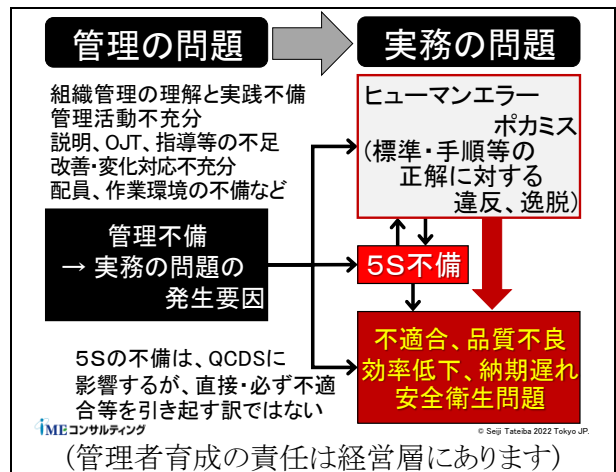 管理の問題
実務の問題
組織管理の理解と実践不備
管理活動不充分
説明、OJT、指導等の不足
改善・変化対応不充分
配員、作業環境の不備など
管理不備
→ 実務の問題の
発生要因
ヒューマンエラー
ポカミス
(標準・手順等の
正解に対する
違反、逸脱)
5S不備
不適合、品質不良
効率低下、納期遅れ
安全衛生問題
5Sの不備は、QCDSに
影響するが、直接・必ず不適
合等を引き起す訳ではない
iMEコンサルティング
© Seiji Tateiba 2022 Tokyo JP.
(管理者育成の責任は経営層にあります)